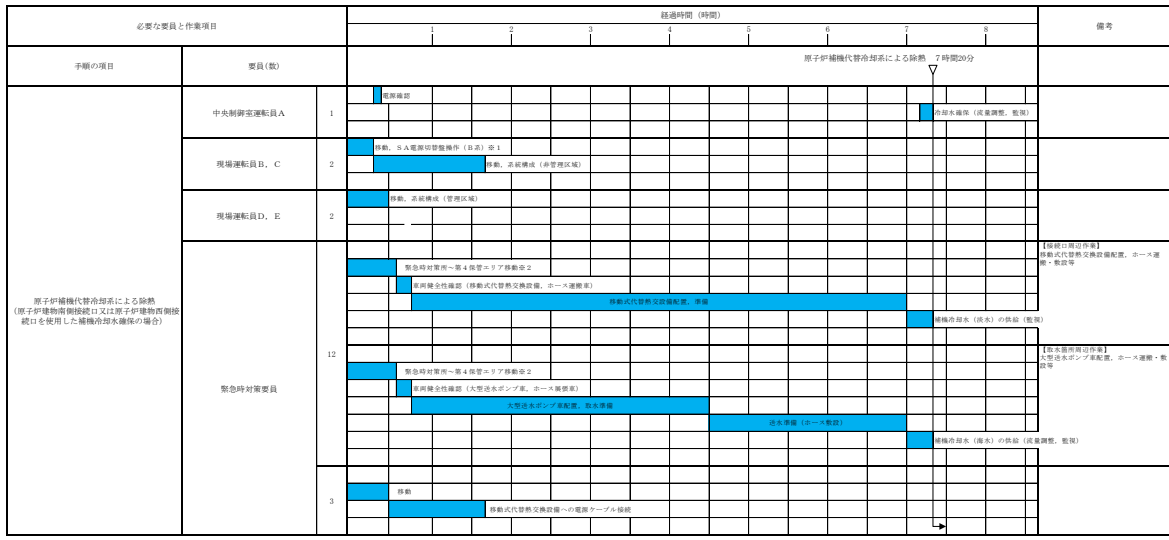 必要な要員と作業項目
経過時間（時間）
備考
1
2
3
4
5
6
7
8
手順の項目
要員(数)
原子炉補機代替冷却系による除熱　７時間20分
原子炉補機代替冷却系による除熱
(原子炉建物南側接続口又は原子炉建物西側接
続口を使用した補機冷却水確保の場合)
中央制御室運転員Ａ
1
電源確認
冷却水確保（流量調整，監視）
現場運転員Ｂ，Ｃ
2
移動，ＳＡ電源切替盤操作（Ｂ系）※１
移動，系統構成（非管理区域）
現場運転員Ｄ，Ｅ
2
移動，系統構成（管理区域）
緊急時対策要員
12
緊急時対策所～第４保管エリア移動※２
車両健全性確認（移動式代替熱交換設備，ホース運搬車）
移動式代替熱交設備配置，準備
補機冷却水（淡水）の供給（監視）
【接続口周辺作業】
移動式代替熱交換設備配置，ホース運
搬・敷設等
緊急時対策所～第４保管エリア移動※２
車両健全性確認（大型送水ポンプ車，ホース展張車）
大型送水ポンプ車配置，取水準備
送水準備（ホース敷設）
補機冷却水（海水）の供給（流量調整，監視）
【取水箇所周辺作業】
大型送水ポンプ車配置，ホース運搬・敷
設等
3
移動
移動式代替熱交換設備への電源ケーブル接続